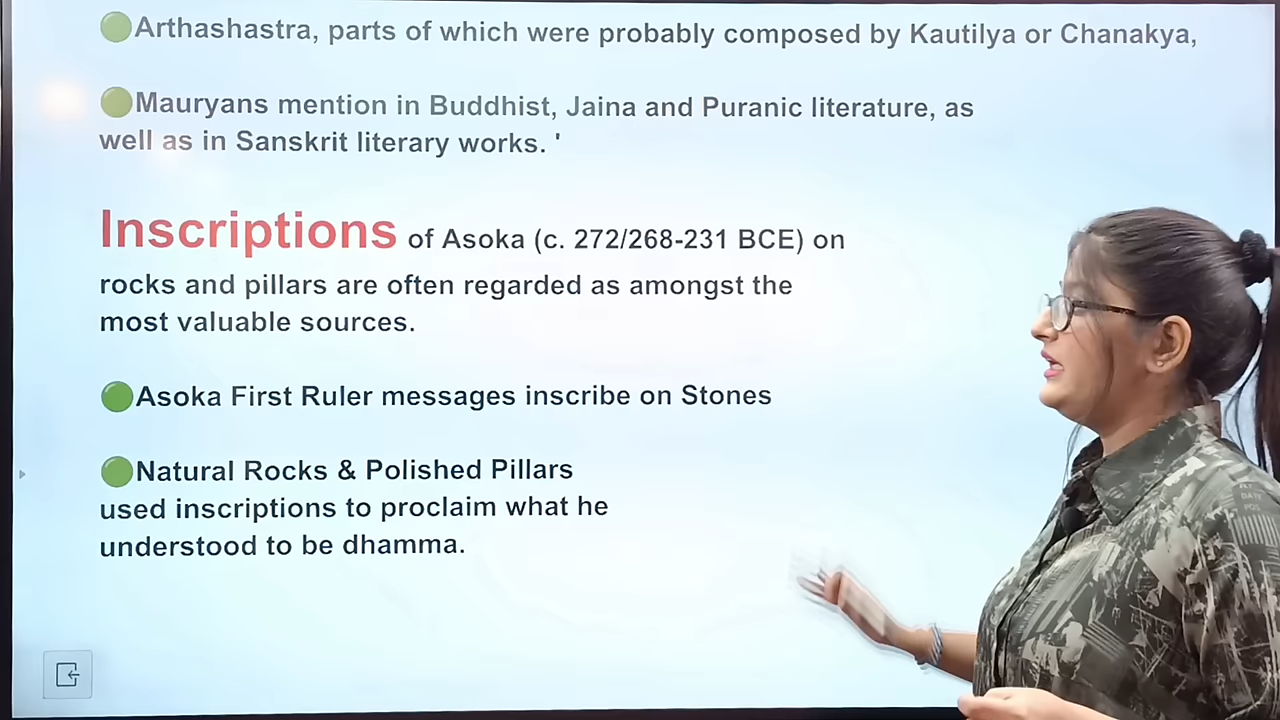 Arthashastra, parts of which were probably composed by Kautilya or Chanakya,
Mauryans mention in Buddhist, Jaina and Puranic literature, as
well as in Sanskrit literary works. '
Inscriptions of Asoka (c. 272/268-231 BCE) on
rocks and pillars are often regarded as amongst the
most valuable sources.
Asoka First Ruler messages inscribe on Stones
Natural Rocks & Polished Pillars
used inscriptions to proclaim what he
understood to be dhamma.